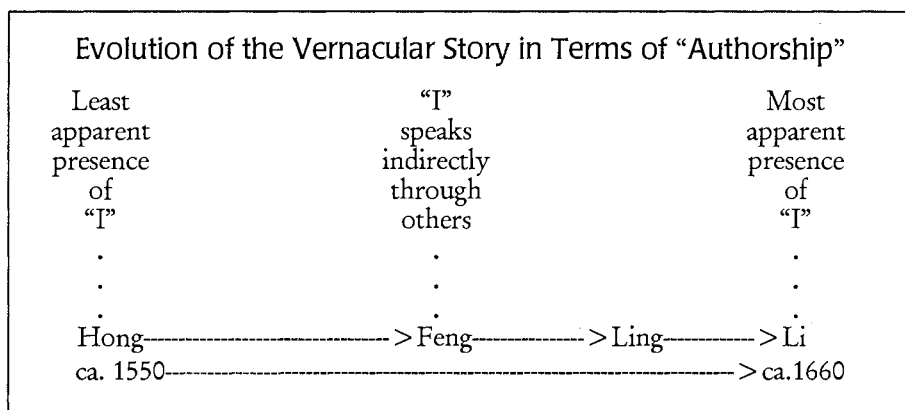 Evolution of the Vernacular Story in Terms of “Authorship”
Least “I” Most
apparent speaks apparent
presence indirectly presence
of through of
“I” others “I”
. . .
. . .
. . .
Hong---------------------------------->Feng---------------->Ling------------->Li
ca. 1550-------------------------------------------------------------------------------->ca.1660